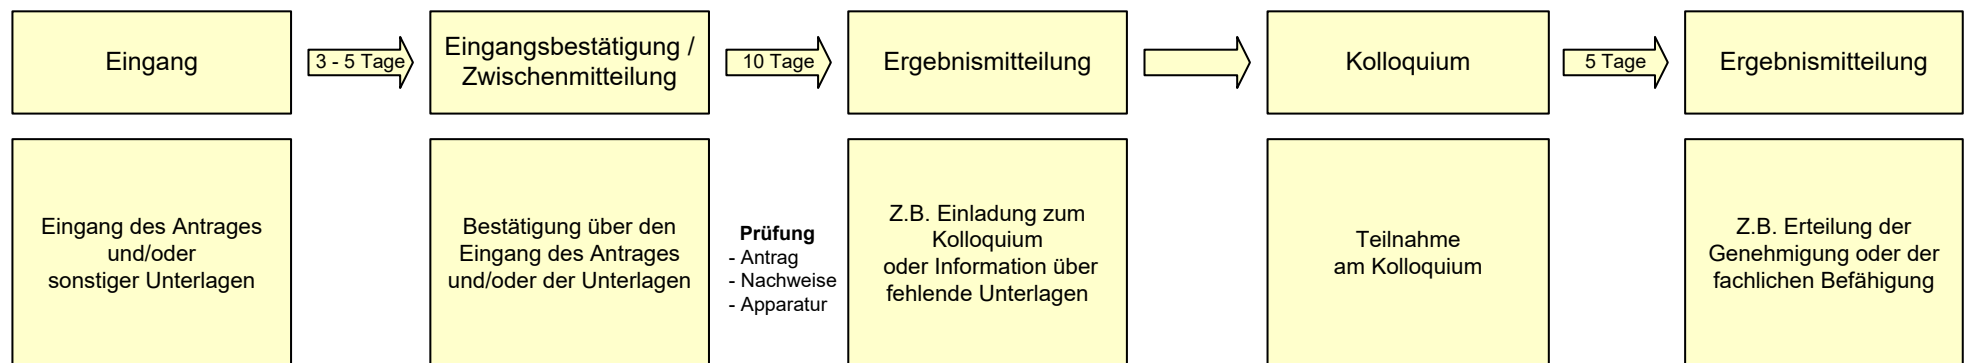 Eingang
3 - 5 Tage
Eingangsbestätigung /
Zwischenmitteilung
10 Tage
Ergebnismitteilung
Kolloquium
5 Tage
Ergebnismitteilung
Eingang des Antrages
und/oder
sonstiger Unterlagen
Bestätigung über den
Eingang des Antrages
und/oder der Unterlagen
Prüfung
- Antrag
- Nachweise
- Apparatur
Z.B. Einladung zum
Kolloquium
oder Information über
fehlende Unterlagen
Teilnahme
am Kolloquium
Z.B. Erteilung der
Genehmigung oder der
fachlichen Befähigung